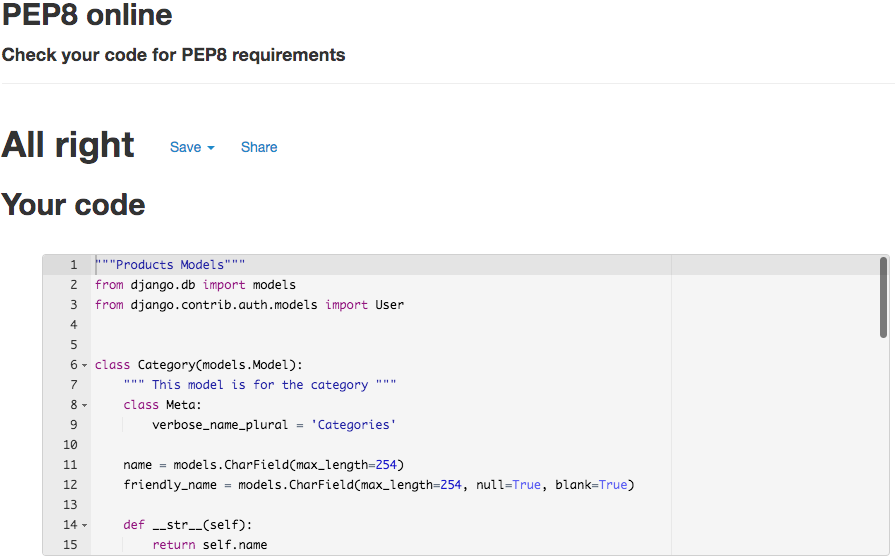 PEP8 online
Check your code for PEP8 requirements
All right Save Share
Your code
1 """Products Models"""
2 from django.db import models
3 from django.contrib.auth.models import User
4
5
6 class Category(models.Model):
7     """ This model is for the category """
8     class Meta:
9         verbose_name_plural = 'Categories'
10
11     name = models.CharField(max_length=254)
12     friendly_name = models.CharField(max_length=254, null=True, blank=True)
13
14     def __str__(self):
15         return self.name